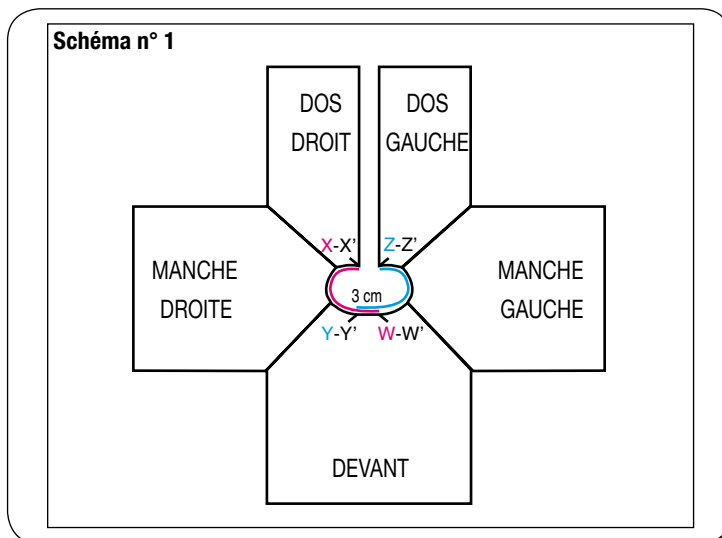 Schéma n° 1
DOS
DROIT
DOS
GAUCHE
X-X’
Z-Z’
MANCHE
DROITE
3 cm
MANCHE
GAUCHE
Y-Y’
W-W’
DEVANT